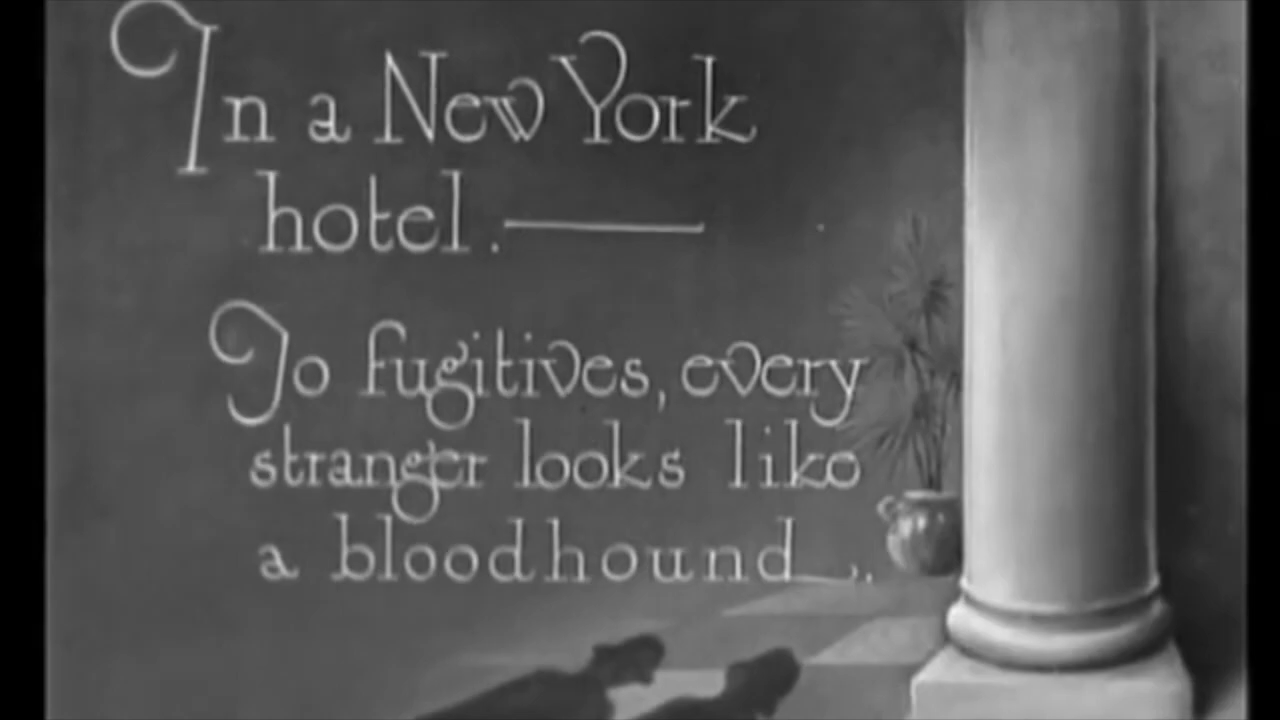 In a New York
hotel.—
To fugitives, every
stranger looks like
a bloodhound..